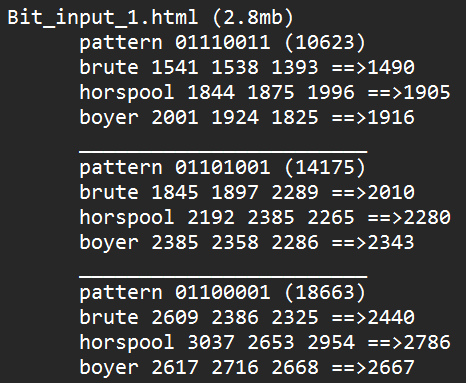 Bit_input_1.html (2.8mb)
pattern 01110011 (10623)
brute 1541 1538 1393 ==>1490
horspool 1844 1875 1996 ==>1905
boyer 2001 1924 1825 ==>1916
_______________________
pattern 01101001 (14175)
brute 1845 1897 2289 ==>2010
horspool 2192 2385 2265 ==>2280
boyer 2385 2358 2286 ==>2343
_______________________
pattern 01100001 (18663)
brute 2609 2386 2325 ==>2440
horspool 3037 2653 2954 ==>2786
boyer 2617 2716 2668 ==>2667